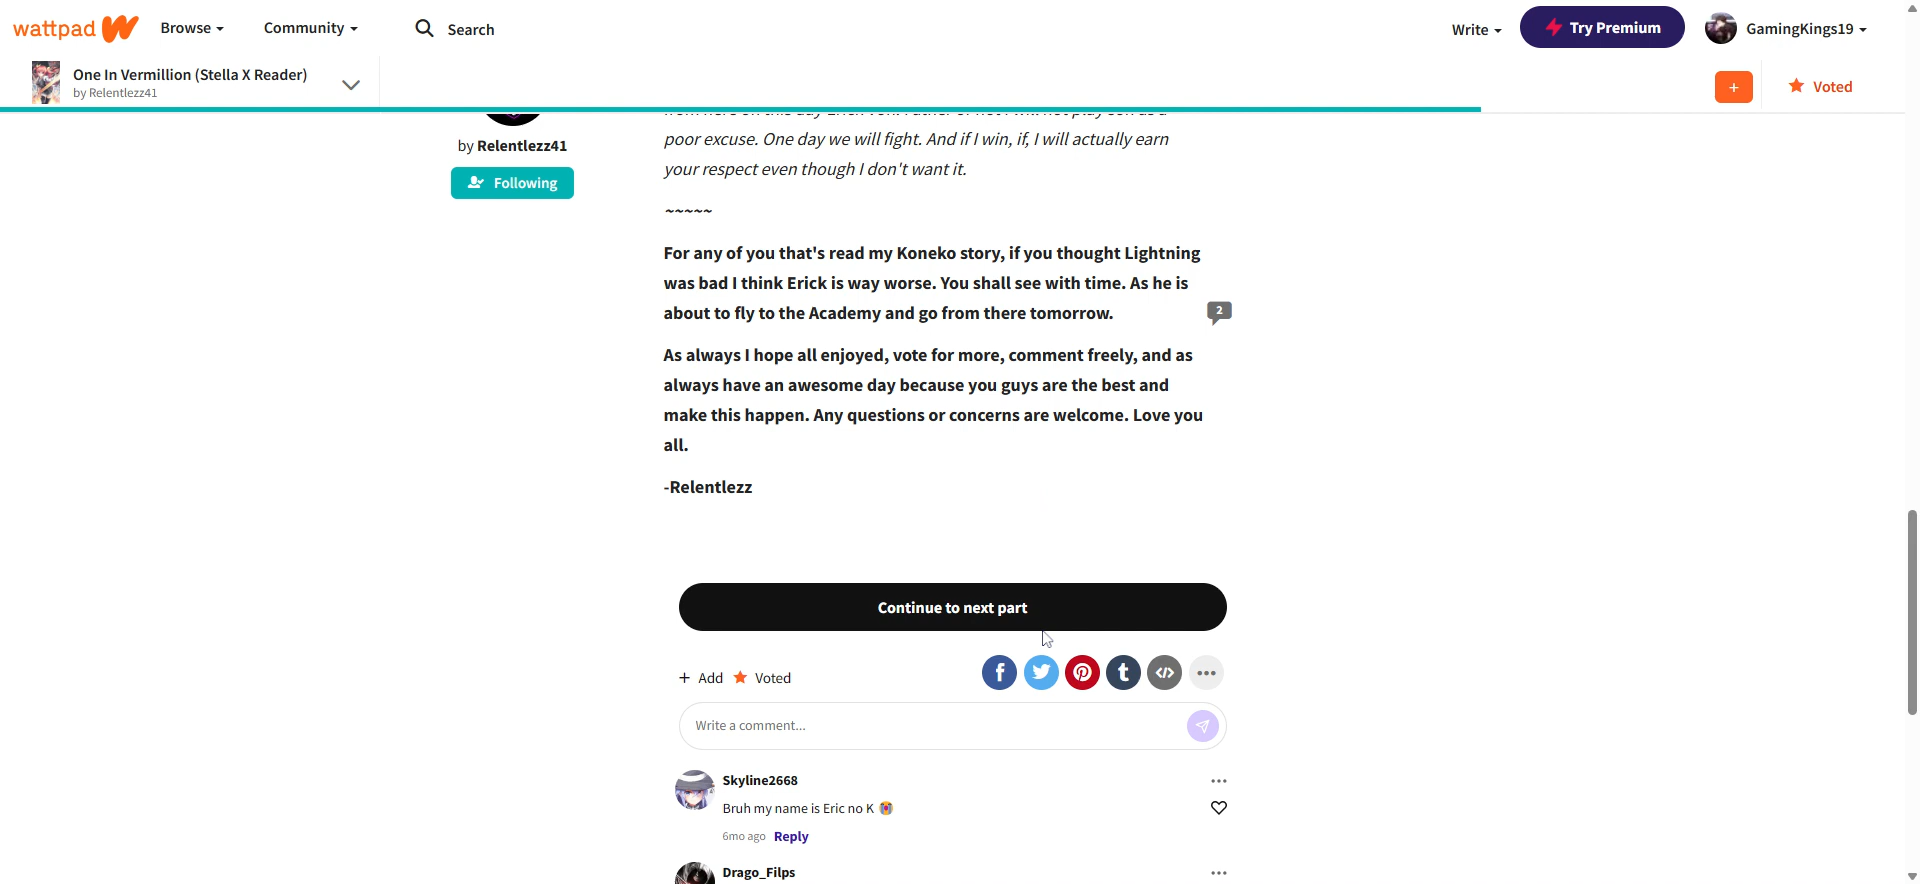 wattpad Browse Community Search Write Try Premium GamingKings19
One In Vermillion (Stella X Reader)
by Relentlezz41
+ Voted
poor excuse. One day we will fight. And if I win, if, I will actually earn
your respect even though I don't want it.
by Relentlezz41
Following
~~~~~
For any of you that's read my Koneko story, if you thought Lightning
was bad I think Erick is way worse. You shall see with time. As he is
about to fly to the Academy and go from there tomorrow.
2
As always I hope all enjoyed, vote for more, comment freely, and as
always have an awesome day because you guys are the best and
make this happen. Any questions or concerns are welcome. Love you
all.
-Relentlezz
Continue to next part
+ Add Voted
Write a comment...
Skyline2668
Bruh my name is Eric no K
6mo ago Reply
Drago_Filps